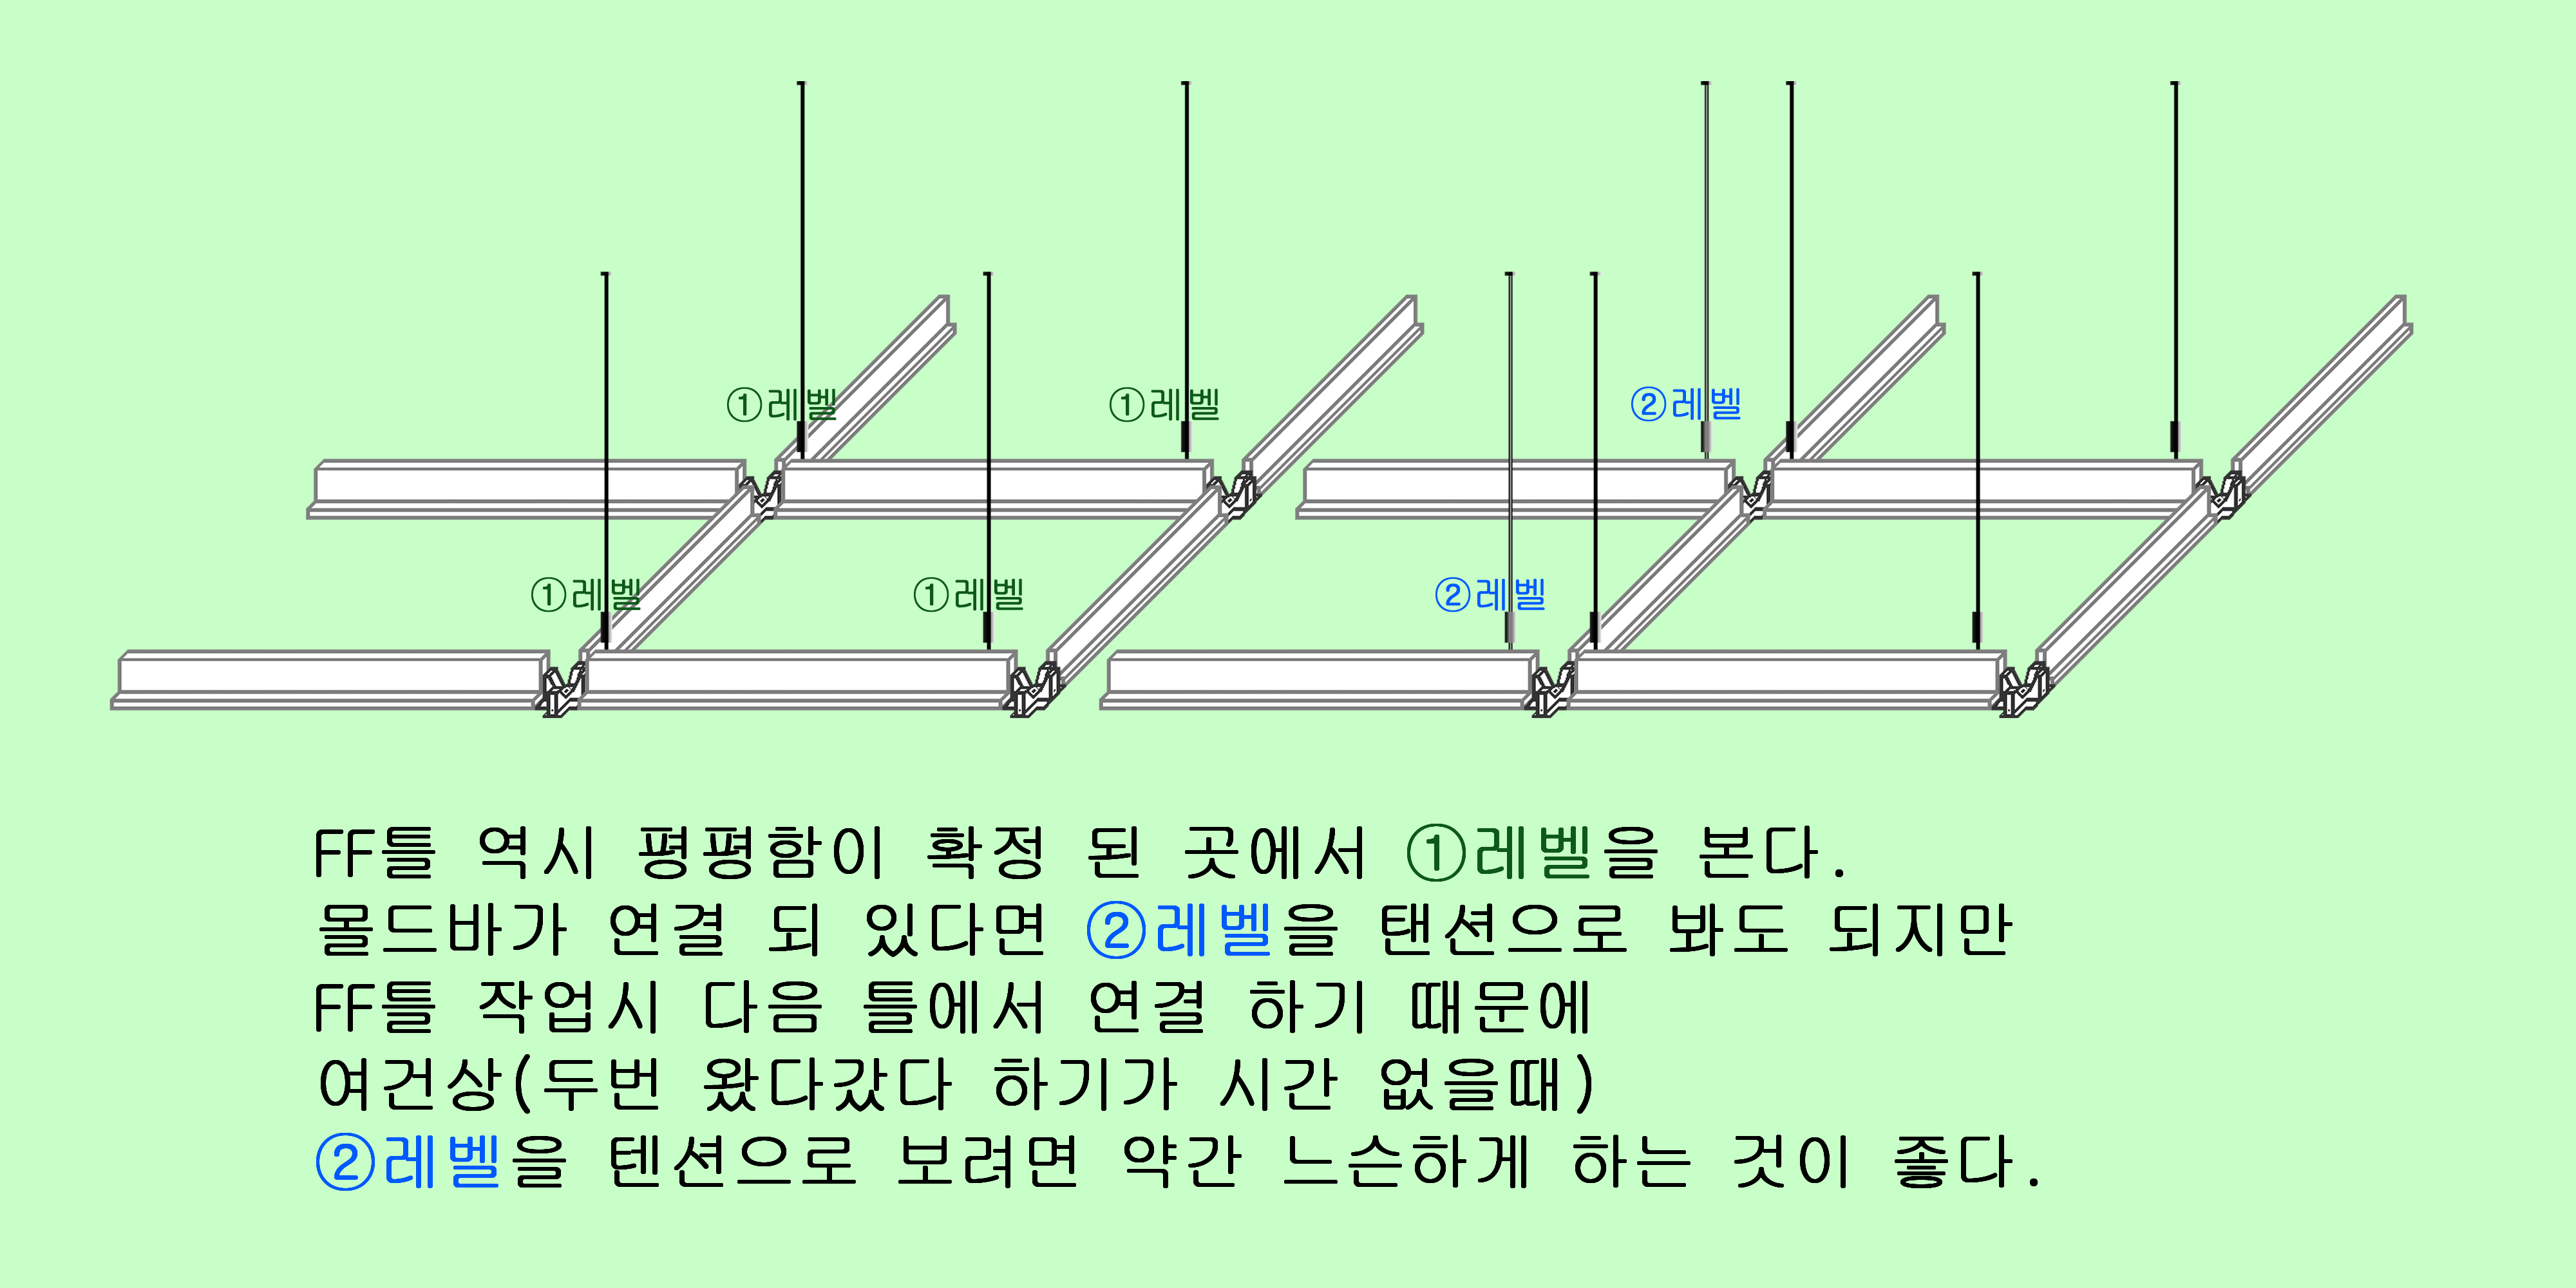 ①레벨
①레벨
②레벨
①레벨
①레벨
②레벨
FF틀 역시 평평함이 확정 된 곳에서 ①레벨을 본다.
몰드바가 연결 되 있다면 ②레벨을 탠션으로 봐도 되지만
FF틀 작업시 다음 틀에서 연결 하기 때문에
여건상(두번 왔다갔다 하기가 시간 없을때)
②레벨을 텐션으로 보려면 약간 느슨하게 하는 것이 좋다.